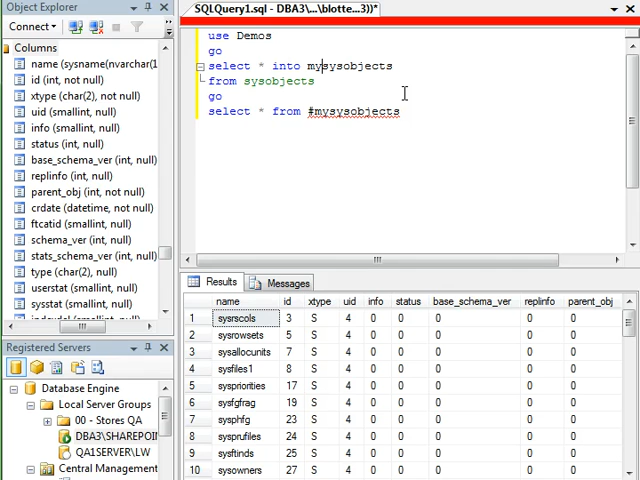 Object Explorer
Connect
Columns
name (sysname(nvarchar(1
id (int, not null)
xtype (char(2), not null)
uid (smallint, null)
info (smallint, null)
status (int, null)
base_schema_ver (int, null)
replinfo (int, null)
parent_obj (int, not null)
crdate (datetime, not null)
ftcatid (smallint, null)
schema_ver (int, null)
stats_schema_ver (int, null)
type (char(2), null)
userstat (smallint, null)
sysstat (smallint, null)
Registered Servers
Database Engine
Local Server Groups
00 - Stores QA
DBA3\SHAREPOI
QA1SERVER\LW
Central Management
SQLQuery1.sql - DBA3\...\blotte...3))*
use Demos
go
select * into mysysobjects
from sysobjects
go
select * from #mysysobjects
Results Messages
name id xtype uid info status base_schema_ver replinfo parent_obj
1 sysrscols 3 S 4 0 0 0 0 0
2 sysrowsets 5 S 4 0 0 0 0 0
3 sysallocunits 7 S 4 0 0 0 0 0
4 sysfiles1 8 S 4 0 0 0 0 0
5 syspriorities 17 S 4 0 0 0 0 0
6 sysfgfrag 19 S 4 0 0 0 0 0
7 sysphfg 23 S 4 0 0 0 0 0
8 sysprufiles 24 S 4 0 0 0 0 0
9 sysftinds 25 S 4 0 0 0 0 0
10 sysowners 27 S 4 0 0 0 0 0